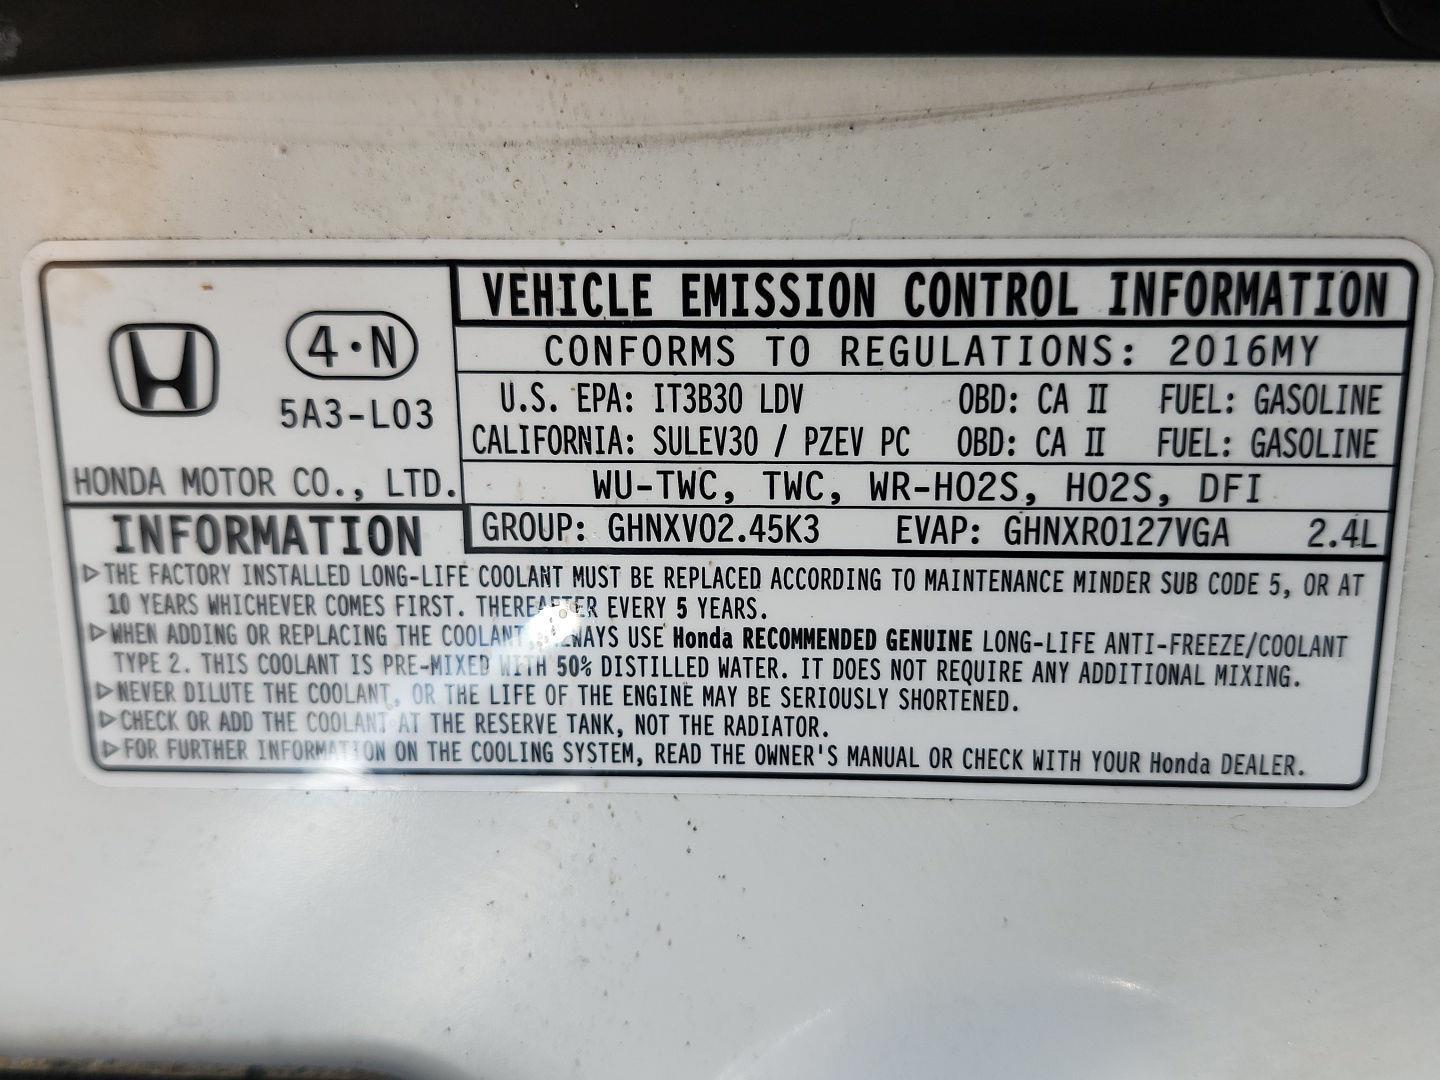 VEHICLE EMISSION CONTROL INFORMATION
4·N
5A3-L03
HONDA MOTOR CO., LTD.
CONFORMS TO REGULATIONS: 2016MY
U.S. EPA: IT3B30 LDV OBD: CA II FUEL: GASOLINE
CALIFORNIA: SULEV30 / PZEV PC OBD: CA II FUEL: GASOLINE
WU-TWC, TWC, WR-HO2S, HO2S, DFI
GROUP: GHNXV02.45K3 EVAP: GHNXR0127VGA 2.4L
INFORMATION
▷THE FACTORY INSTALLED LONG-LIFE COOLANT MUST BE REPLACED ACCORDING TO MAINTENANCE MINDER SUB CODE 5, OR AT
10 YEARS WHICHEVER COMES FIRST. THEREAFTER EVERY 5 YEARS.
▷WHEN ADDING OR REPLACING THE COOLANT, ALWAYS USE Honda RECOMMENDED GENUINE LONG-LIFE ANTI-FREEZE/COOLANT
TYPE 2. THIS COOLANT IS PRE-MIXED WITH 50% DISTILLED WATER. IT DOES NOT REQUIRE ANY ADDITIONAL MIXING.
▷NEVER DILUTE THE COOLANT, OR THE LIFE OF THE ENGINE MAY BE SERIOUSLY SHORTENED.
▷CHECK OR ADD THE COOLANT AT THE RESERVE TANK, NOT THE RADIATOR.
▷FOR FURTHER INFORMATION ON THE COOLING SYSTEM, READ THE OWNER'S MANUAL OR CHECK WITH YOUR Honda DEALER.